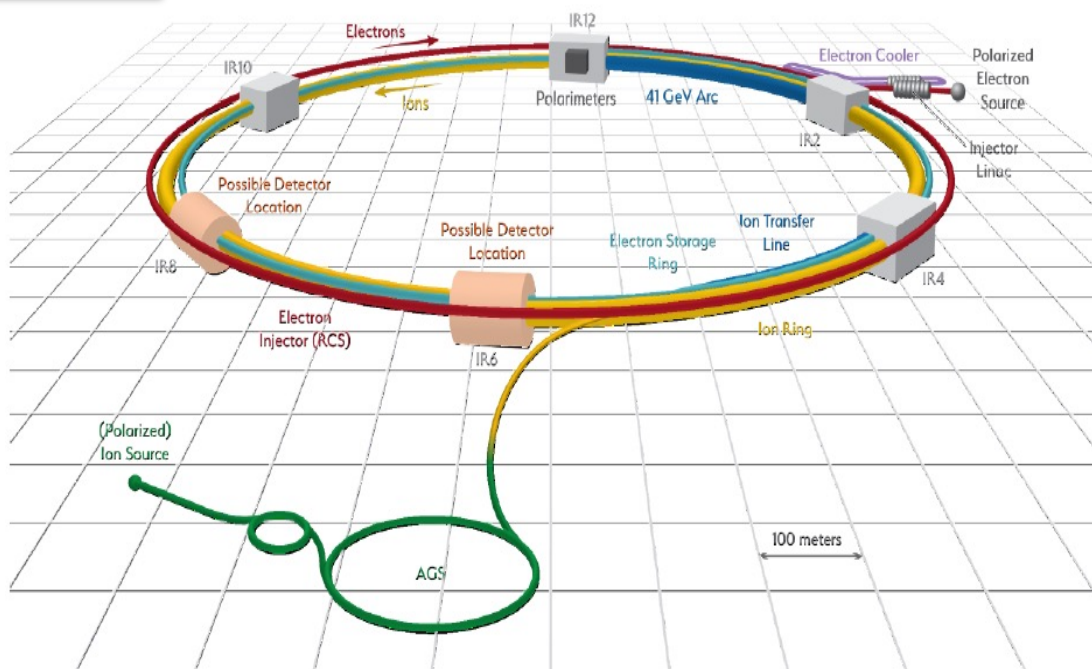 IR12
Electrons
IR10
Ions
Polarimeters
41 GeV Arc
Electron Cooler
Polarized
Electron
Source
IR2
Injector
Linac
Possible Detector
Location
Possible Detector
Location
Ion Transfer
Line
Electron Storage
Ring
IR8
IR4
Electron
Injector (RCS)
Ion Ring
IR6
(Polarized)
Ion Source
100 meters
AGS